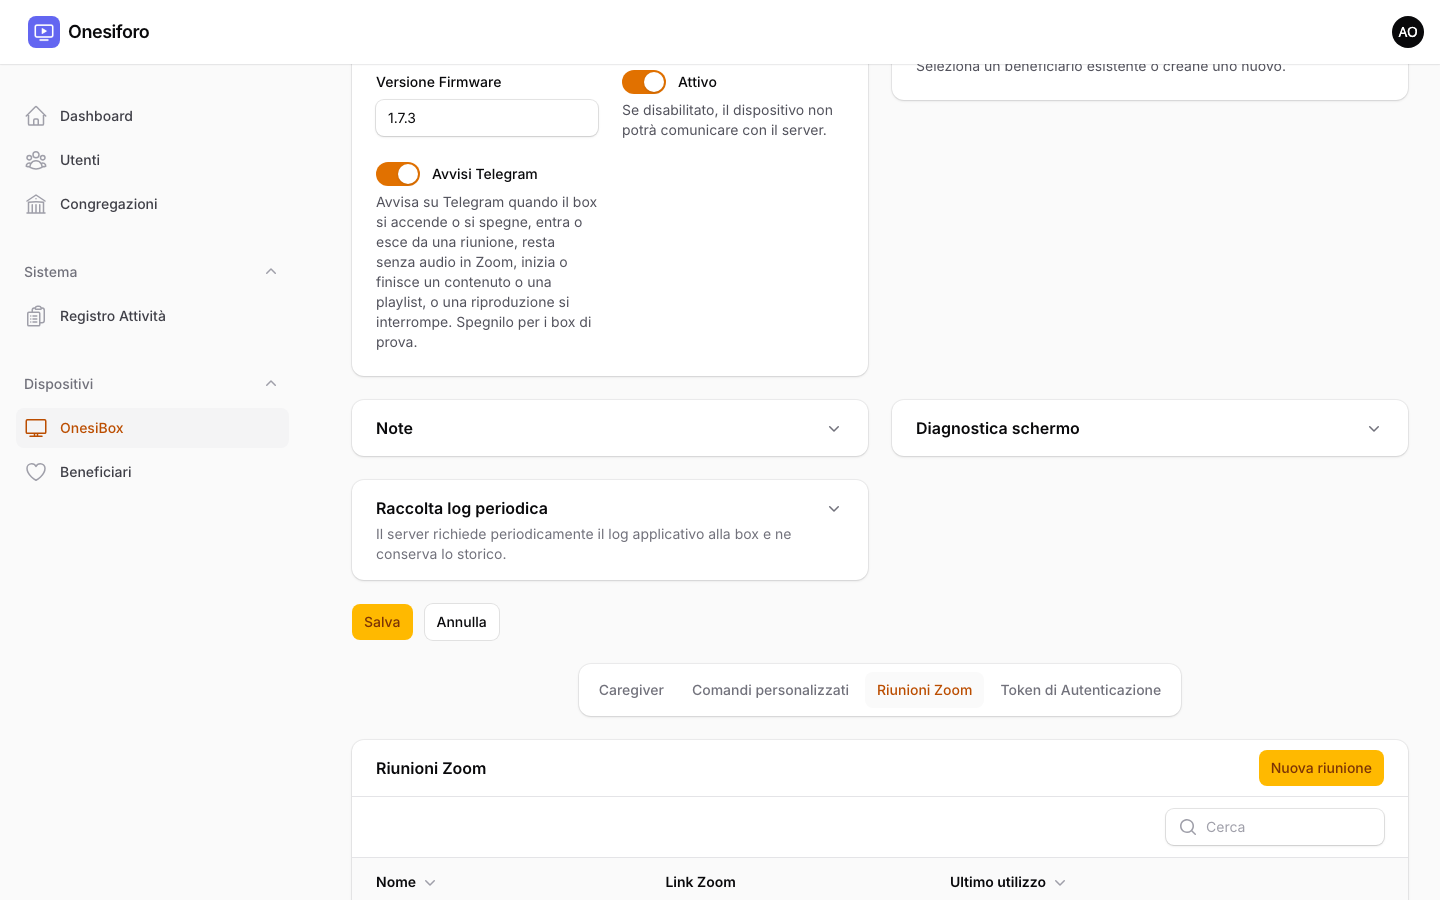 Onesiforo
AO
Dashboard
Utenti
Congregazioni
Sistema
Registro Attività
Dispositivi
OnesiBox
Beneficiari
Versione Firmware
1.7.3
Attivo
Se disabilitato, il dispositivo non
potrà comunicare con il server.
Avvisi Telegram
Avvisa su Telegram quando il box
si accende o si spegne, entra o
esce da una riunione, resta
senza audio in Zoom, inizia o
finisce un contenuto o una
playlist, o una riproduzione si
interrompe. Spegnilo per i box di
prova.
Seleziona un beneficiario esistente o creane uno nuovo.
Note
Diagnostica schermo
Raccolta log periodica
Il server richiede periodicamente il log applicativo alla box e ne
conserva lo storico.
Salva
Annulla
Caregiver
Comandi personalizzati
Riunioni Zoom
Token di Autenticazione
Riunioni Zoom
Nuova riunione
Cerca
Nome
Link Zoom
Ultimo utilizzo